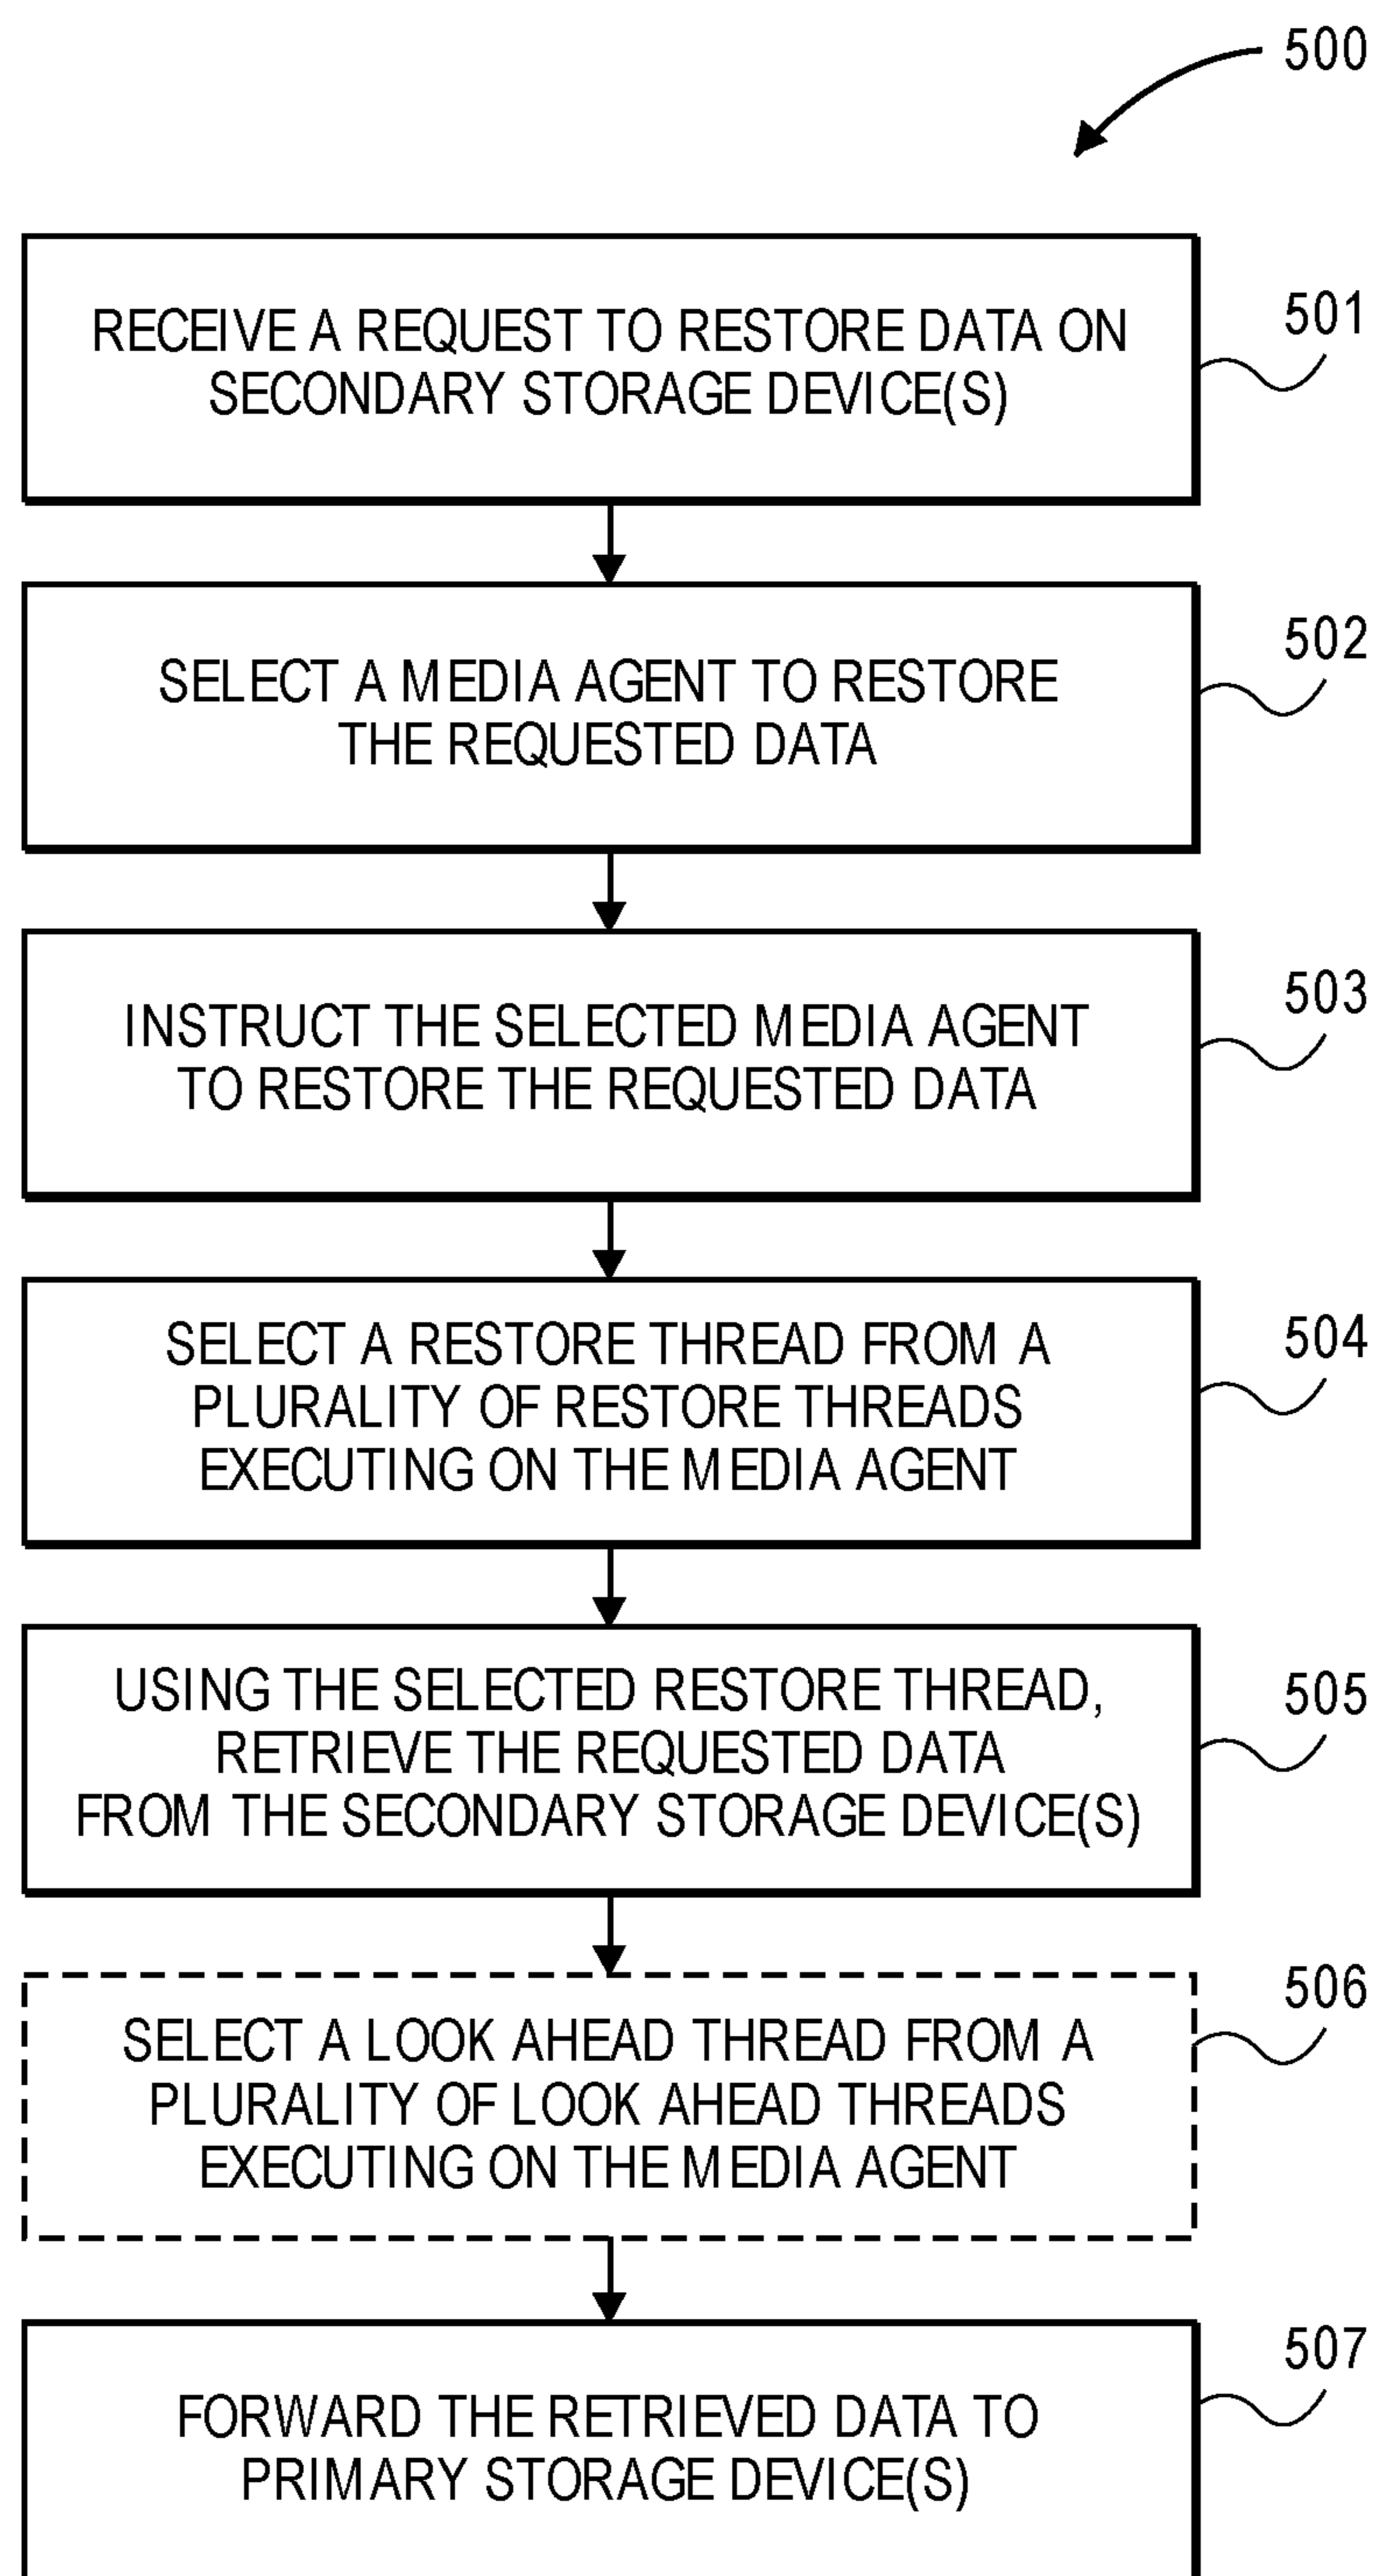 500
RECEIVE A REQUEST TO RESTORE DATA ON
SECONDARY STORAGE DEVICE(S)
501
SELECT A MEDIA AGENT TO RESTORE
THE REQUESTED DATA
502
INSTRUCT THE SELECTED MEDIA AGENT
TO RESTORE THE REQUESTED DATA
503
SELECT A RESTORE THREAD FROM A
PLURALITY OF RESTORE THREADS
EXECUTING ON THE MEDIA AGENT
504
USING THE SELECTED RESTORE THREAD,
RETRIEVE THE REQUESTED DATA
FROM THE SECONDARY STORAGE DEVICE(S)
505
SELECT A LOOK AHEAD THREAD FROM A
PLURALITY OF LOOK AHEAD THREADS
EXECUTING ON THE MEDIA AGENT
506
FORWARD THE RETRIEVED DATA TO
PRIMARY STORAGE DEVICE(S)
507